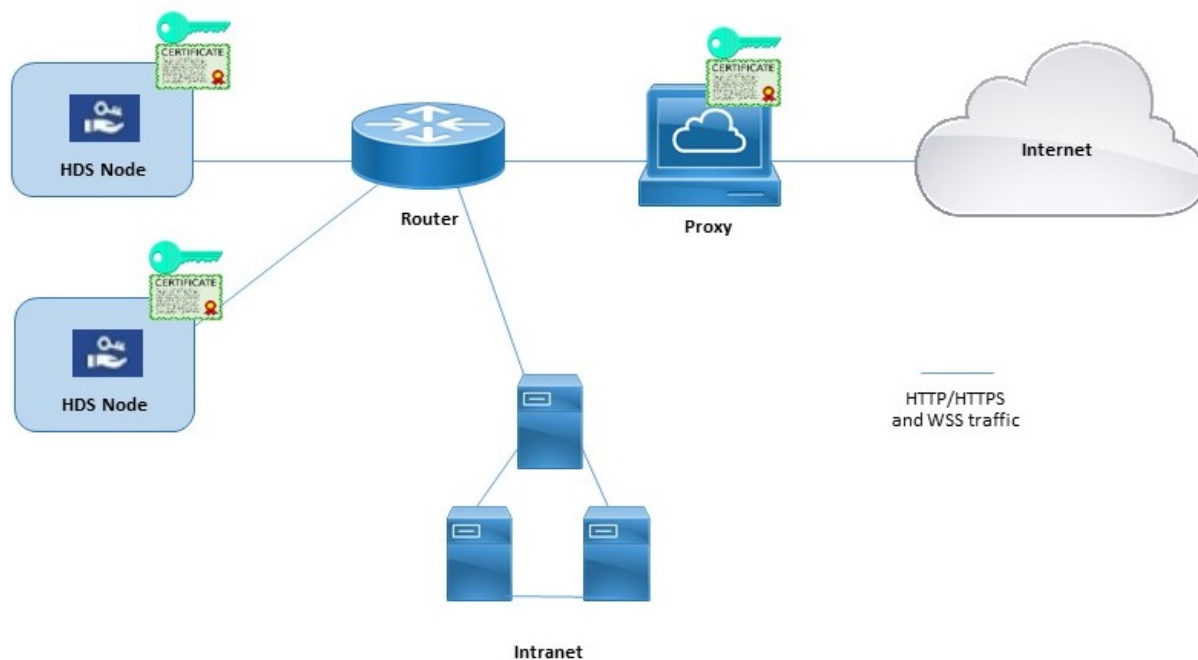 CERTIFICATE
HDS Node
CERTIFICATE
HDS Node
Router
CERTIFICATE
Proxy
Internet
HTTP/HTTPS
and WSS traffic
Intranet